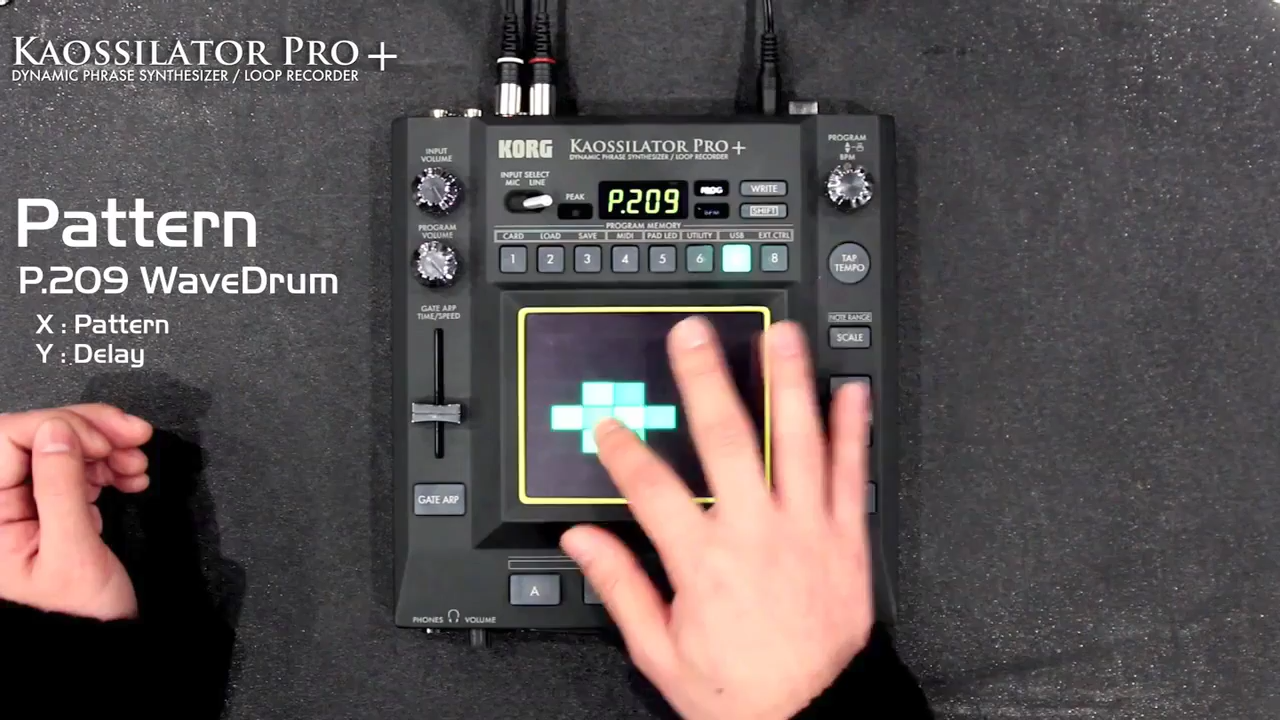 KAOSSILATOR PRO +
DYNAMIC PHRASE SYNTHESIZER / LOOP RECORDER
Pattern
P.209 WaveDrum
X : Pattern
Y : Delay
KORG
KAOSSILATOR PRO +
DYNAMIC PHRASE SYNTHESIZER / LOOP RECORDER
INPUT VOLUME
INPUT SELECT
MIC LINE
PEAK
P.209
PROG
BPM
WRITE
SHIFT
PROGRAM
BPM
PROGRAM MEMORY
CARD LOAD SAVE MIDI PAD LED UTILITY USB EXT.CTRL
1 2 3 4 5 6 8
PROGRAM VOLUME
TAP TEMPO
GATE ARP
TIME/SPEED
NOTE RANGE
SCALE
GATE ARP
A
PHONES VOLUME